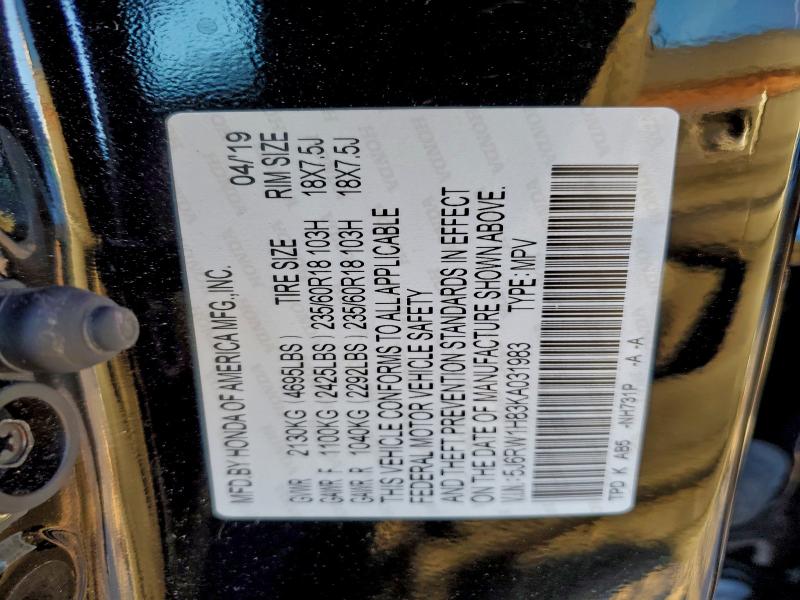 MFD.BY HONDA OF AMERICA MFG.,INC. 04/'19
GVWR 2130KG (4695LBS) TIRE SIZE RIM SIZE
GAWR F 1100KG (2425LBS) 235/60R18 103H 18X7.5J
GAWR R 1040KG (2292LBS) 235/60R18 103H 18X7.5J
THIS VEHICLE CONFORMS TO ALL APPLICABLE
FEDERAL MOTOR VEHICLE SAFETY
AND THEFT PREVENTION STANDARDS IN EFFECT
ON THE DATE OF MANUFACTURE SHOWN ABOVE.
V.I.N.: 5J6RW1H83KA031983 TYPE: MPV
TPD K AB5 -NH731P -A -A